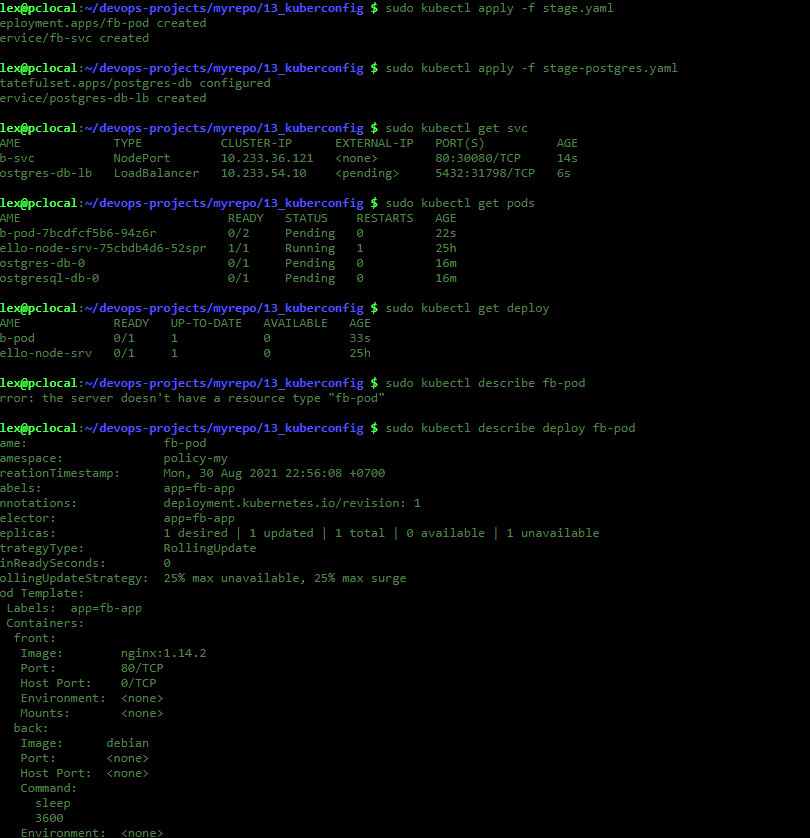 lex@pclocal:~/devops-projects/myrepo/13_kuberconfig $ sudo kubectl apply -f stage.yaml
eployment.apps/fb-pod created
ervice/fb-svc created
lex@pclocal:~/devops-projects/myrepo/13_kuberconfig $ sudo kubectl apply -f stage-postgres.yaml
tatefulset.apps/postgres-db configured
ervice/postgres-db-lb created
lex@pclocal:~/devops-projects/myrepo/13_kuberconfig $ sudo kubectl get svc
AME TYPE CLUSTER-IP EXTERNAL-IP PORT(S) AGE
b-svc NodePort 10.233.36.121 <none> 80:30080/TCP 14s
ostgres-db-lb LoadBalancer 10.233.54.10 <pending> 5432:31798/TCP 6s
lex@pclocal:~/devops-projects/myrepo/13_kuberconfig $ sudo kubectl get pods
AME READY STATUS RESTARTS AGE
b-pod-7bcdfcf5b6-94z6r 0/2 Pending 0 22s
ello-node-srv-75cbdb4d6-52spr 1/1 Running 1 25h
ostgres-db-0 0/1 Pending 0 16m
ostgresql-db-0 0/1 Pending 0 16m
lex@pclocal:~/devops-projects/myrepo/13_kuberconfig $ sudo kubectl get deploy
AME READY UP-TO-DATE AVAILABLE AGE
b-pod 0/1 1 0 33s
ello-node-srv 0/1 1 0 25h
lex@pclocal:~/devops-projects/myrepo/13_kuberconfig $ sudo kubectl describe fb-pod
rror: the server doesn't have a resource type "fb-pod"
lex@pclocal:~/devops-projects/myrepo/13_kuberconfig $ sudo kubectl describe deploy fb-pod
ame: fb-pod
amespace: policy-my
reationTimestamp: Mon, 30 Aug 2021 22:56:08 +0700
abels: app=fb-app
nnotations: deployment.kubernetes.io/revision: 1
elector: app=fb-app
eplicas: 1 desired | 1 updated | 1 total | 0 available | 1 unavailable
trategyType: RollingUpdate
inReadySeconds: 0
ollingUpdateStrategy: 25% max unavailable, 25% max surge
od Template:
Labels: app=fb-app
Containers:
front:
Image: nginx:1.14.2
Port: 80/TCP
Host Port: 0/TCP
Environment: <none>
Mounts: <none>
back:
Image: debian
Port: <none>
Host Port: <none>
Command:
sleep
3600
Environment: <none>